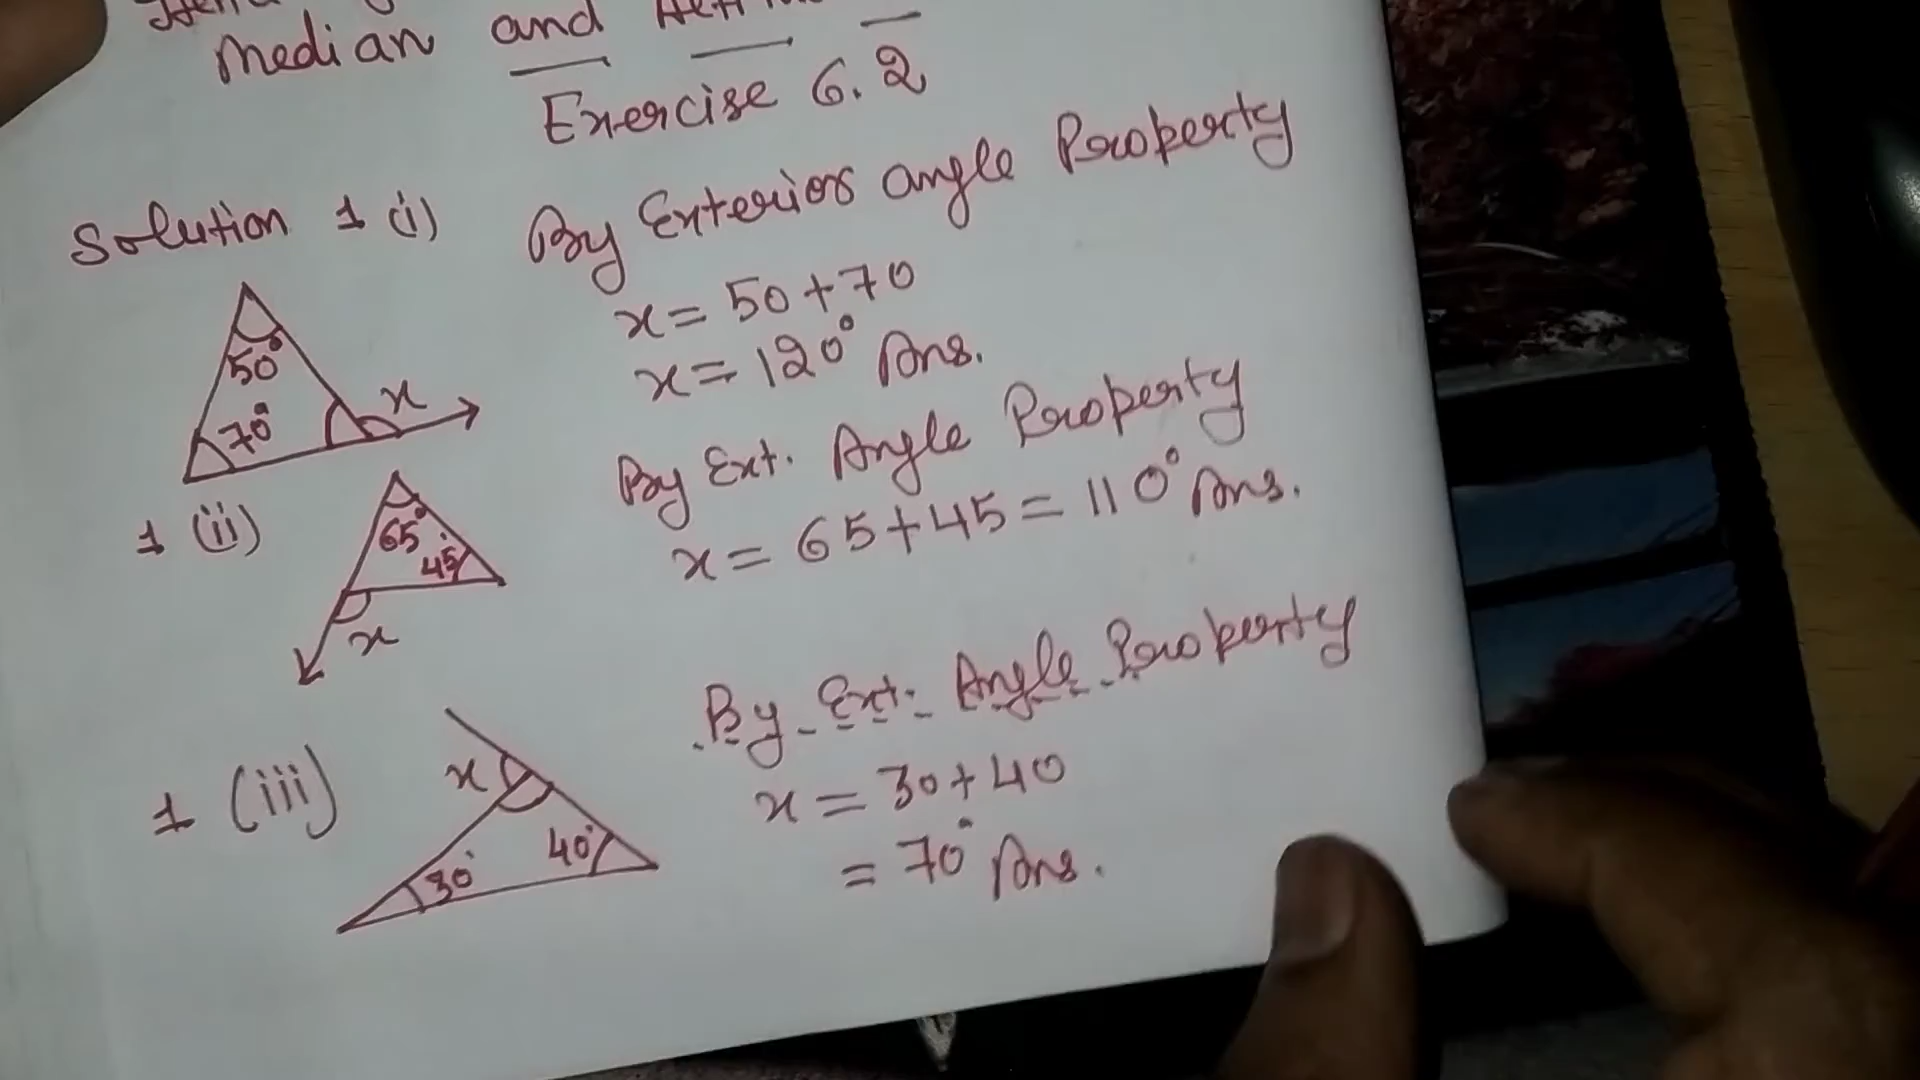 median and
Exercise 6.2
Solution 1 (i)
By Exterior angle Property
x = 50 + 70
x = 120° Ans.
50°
70°
x
1 (ii)
By Ext. Angle Property
x = 65 + 45 = 110° Ans.
65°
45°
x
1 (iii)
By Ext. Angle Property
x = 30 + 40
= 70° Ans.
x
30°
40°